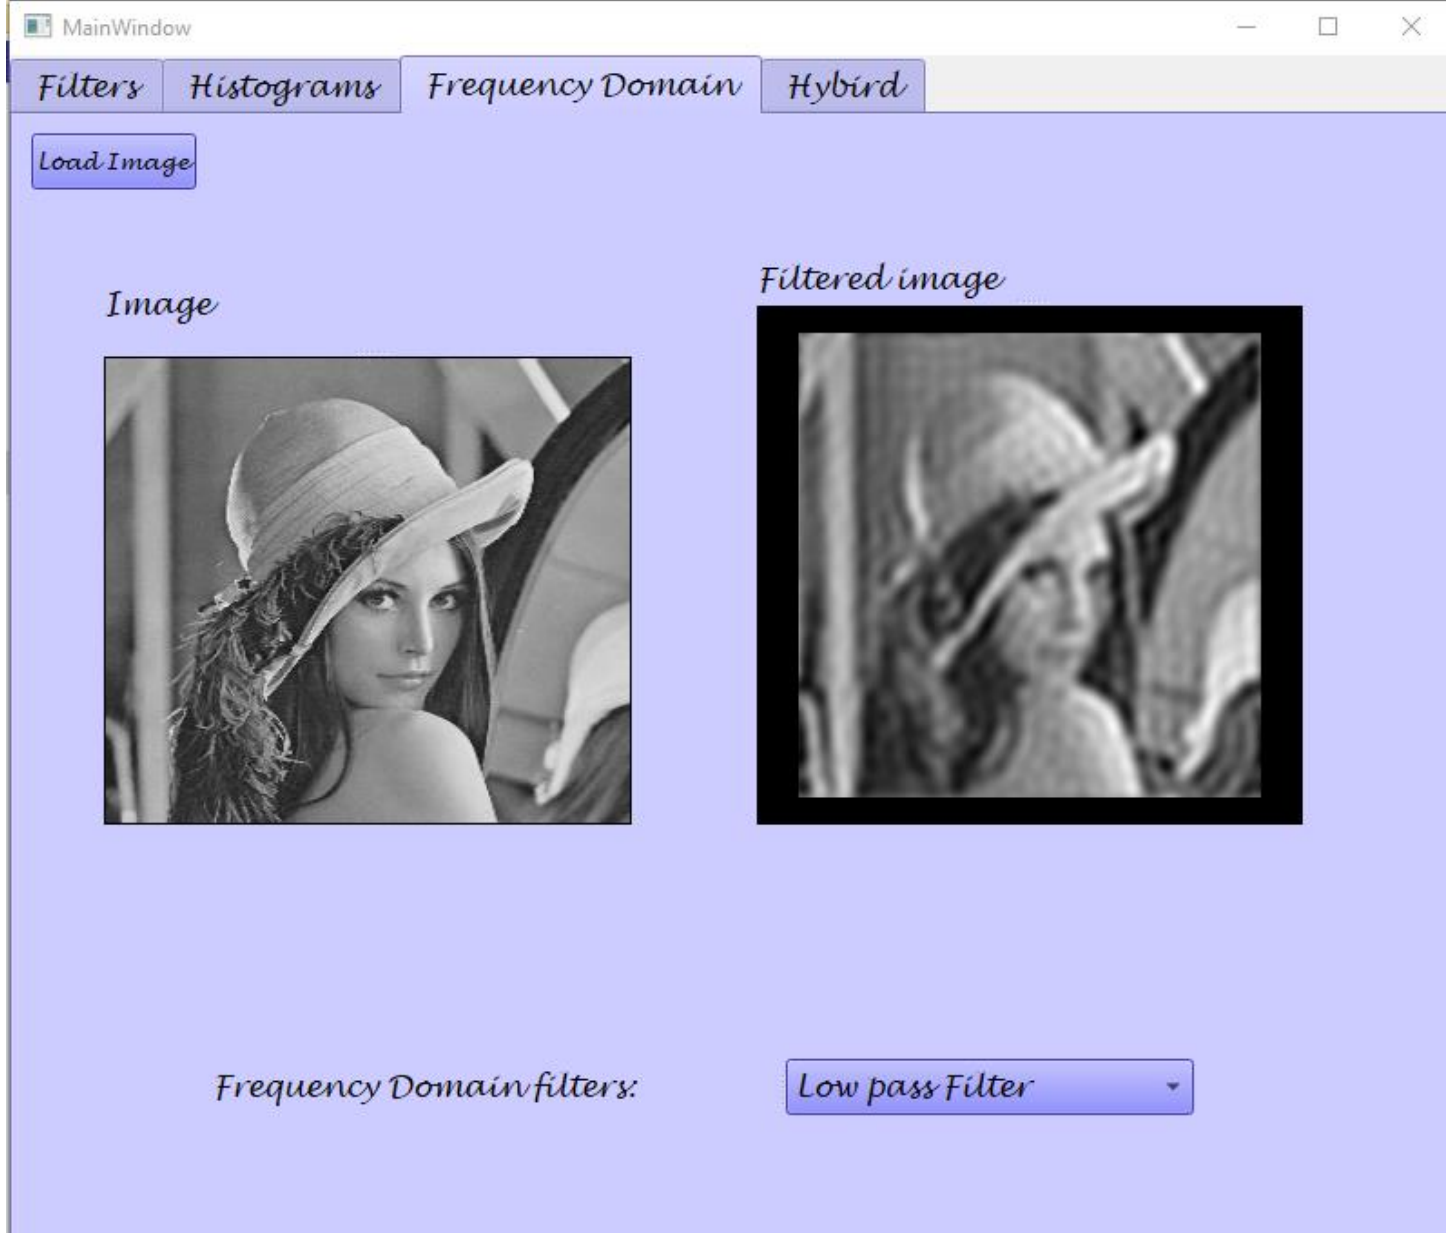 MainWindow
Filters Histograms Frequency Domain Hybird
Load Image
Filtered image
Image
Frequency Domain filters: Low pass Filter